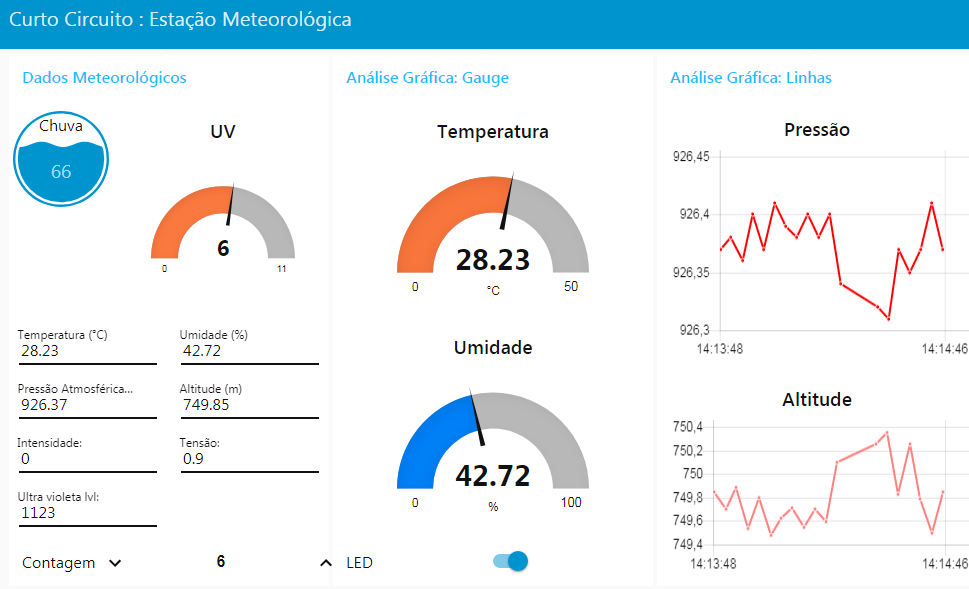 Curto Circuito : Estação Meteorológica
Dados Meteorológicos
Chuva
66
UV
6
0
11
Temperatura (°C)
28.23
Umidade (%)
42.72
Pressão Atmosférica...
926.37
Altitude (m)
749.85
Intensidade:
0
Tensão:
0.9
Ultra violeta lvl:
1123
Contagem
6
Análise Gráfica: Gauge
Temperatura
28.23
0
°C
50
Umidade
42.72
0
%
100
LED
Análise Gráfica: Linhas
Pressão
926,45
926,4
926,35
926,3
14:13:48
14:14:46
Altitude
750,4
750,2
750
749,8
749,6
749,4
14:13:48
14:14:46